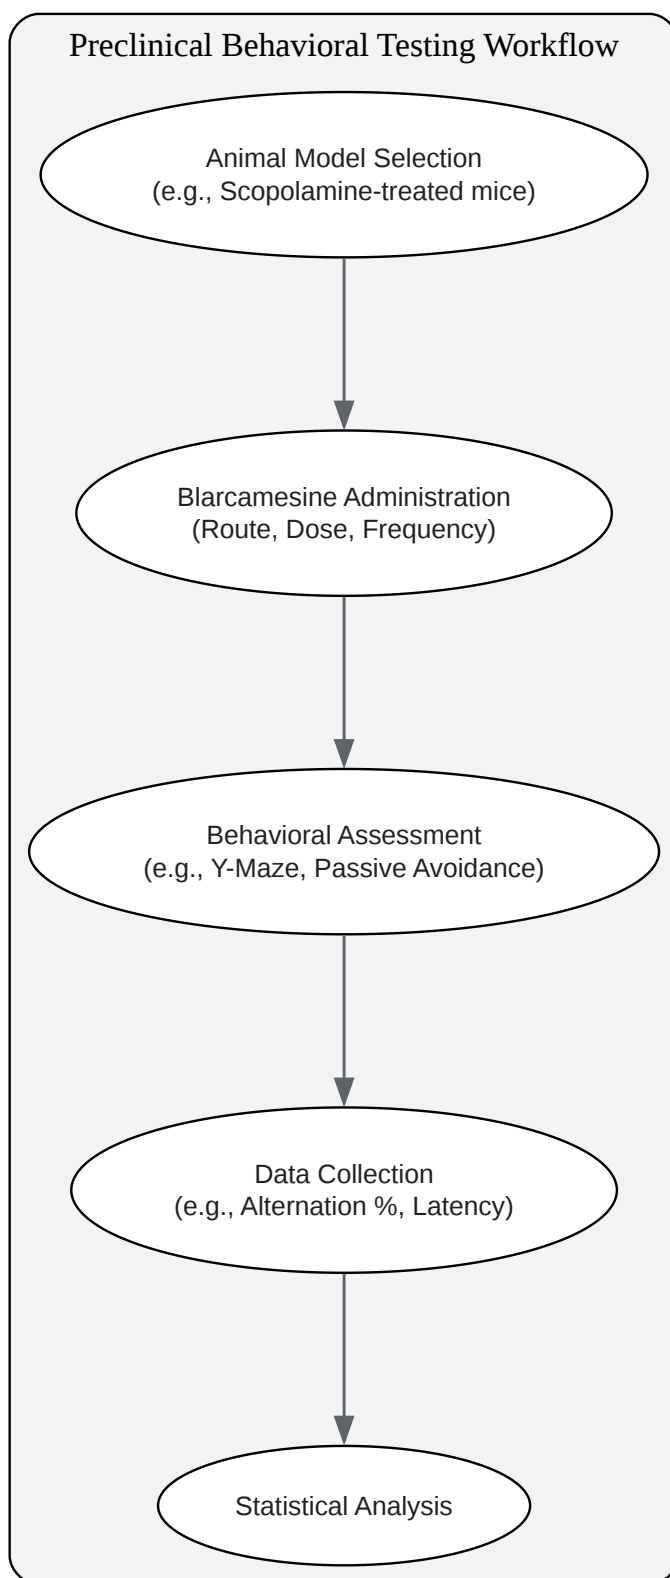 Preclinical Behavioral Testing Workflow
Animal Model Selection
(e.g., Scopolamine-treated mice)
Blarcamesine Administration
(Route, Dose, Frequency)
Behavioral Assessment
(e.g., Y-Maze, Passive Avoidance)
Data Collection
(e.g., Alternation %, Latency)
Statistical Analysis